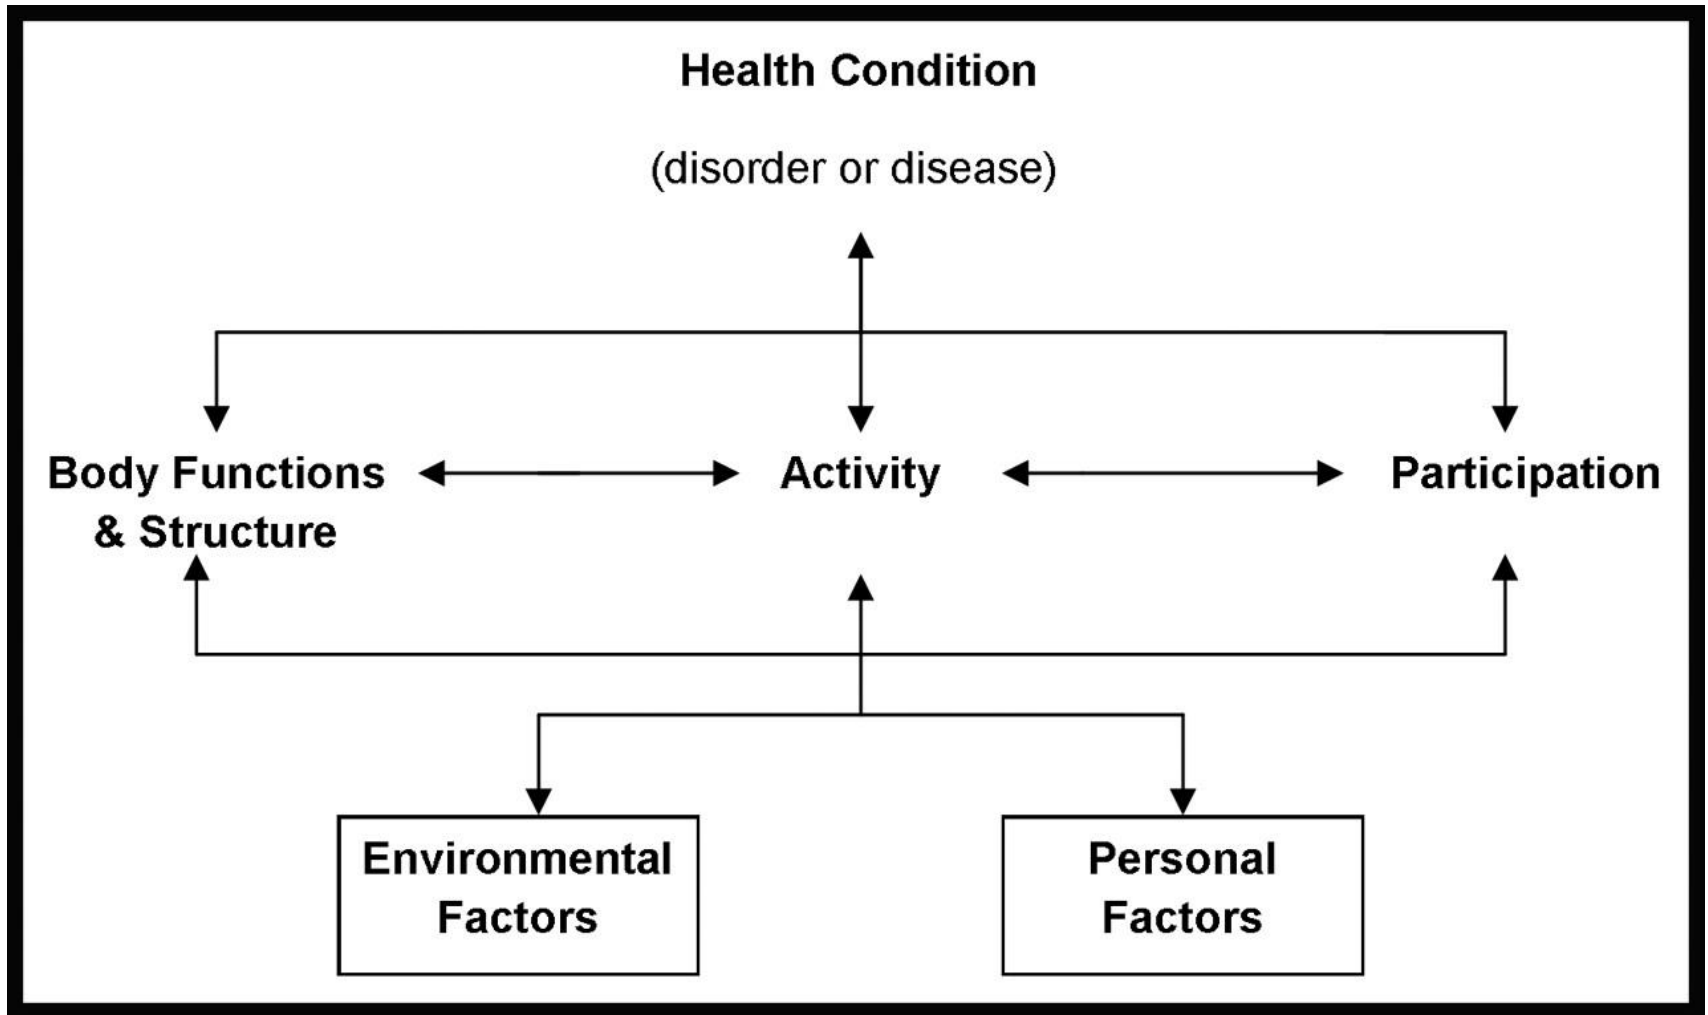 Health Condition
(disorder or disease)
Body Functions
& Structure
Activity
Participation
Environmental
Factors
Personal
Factors